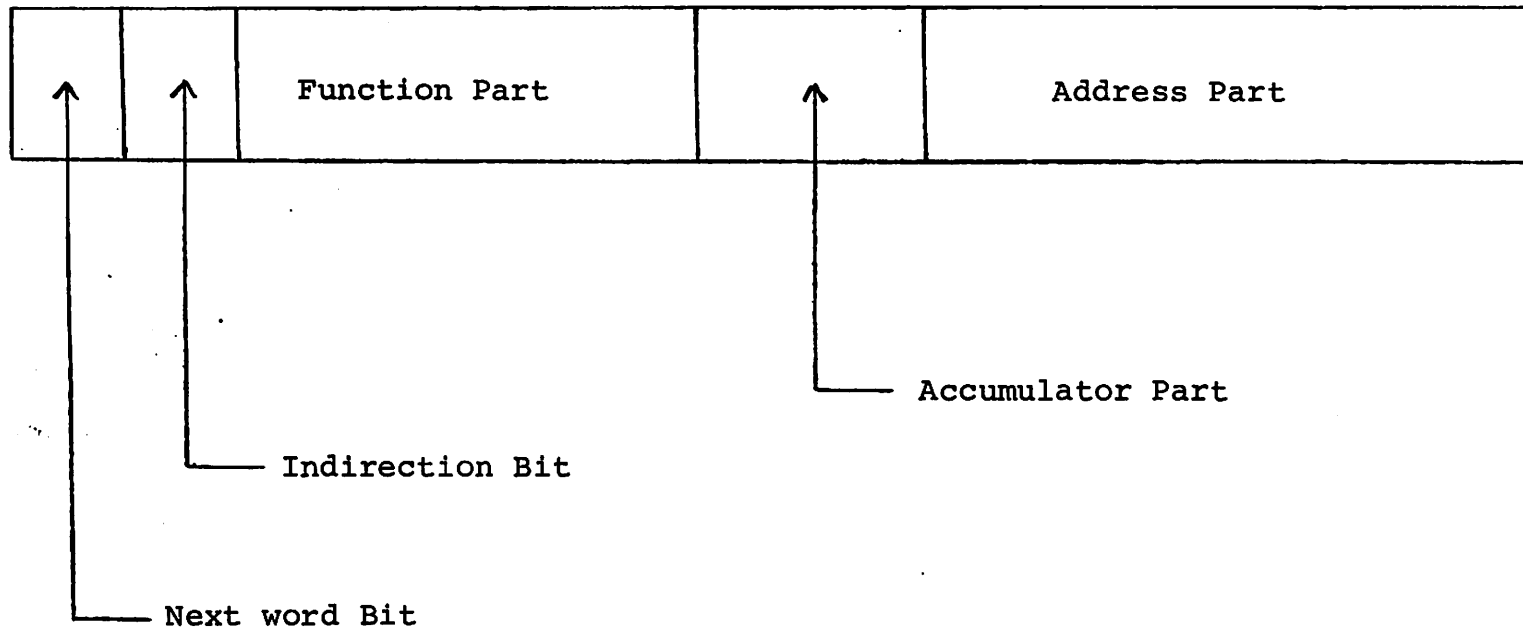 Function Part
Address Part
Accumulator Part
Indirection Bit
Next word Bit